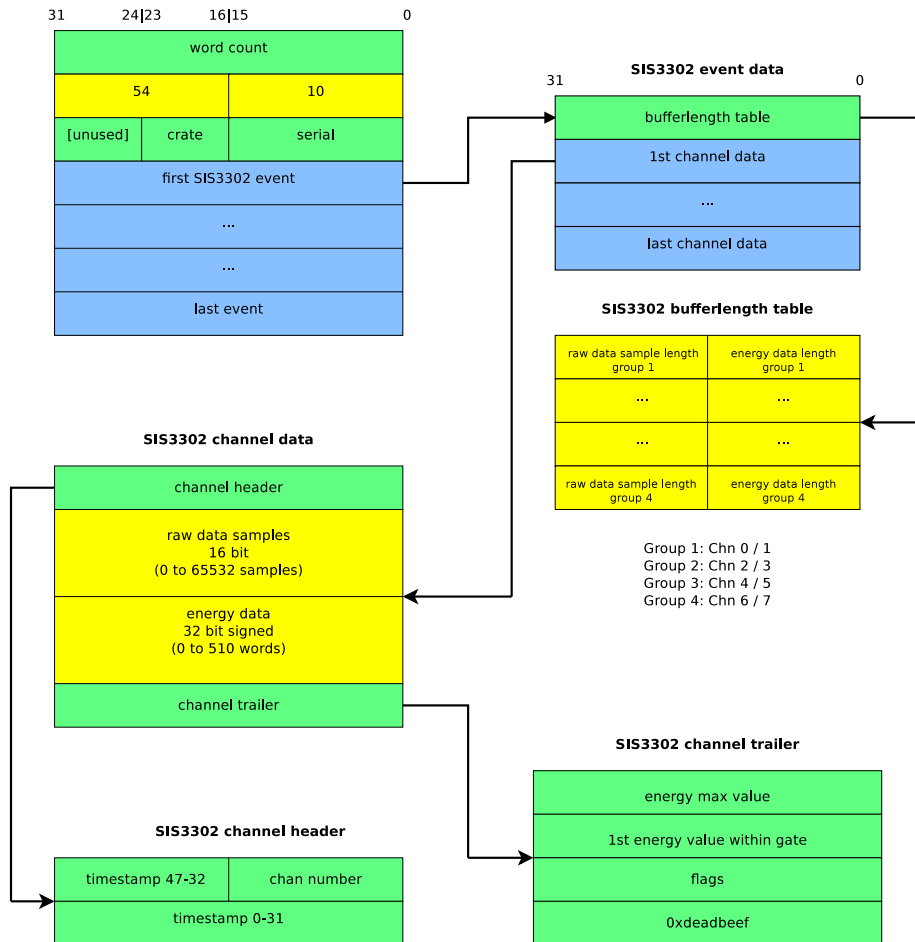 31 24|23 16|15 0
word count
54 10
[unused] crate serial
first SIS3302 event
...
...
last event
SIS3302 event data
31 0
bufferlength table
1st channel data
...
last channel data
SIS3302 bufferlength table
raw data sample length energy data length
group 1 group 1
... ...
... ...
raw data sample length energy data length
group 4 group 4
Group 1: Chn 0 / 1
Group 2: Chn 2 / 3
Group 3: Chn 4 / 5
Group 4: Chn 6 / 7
SIS3302 channel data
channel header
raw data samples
16 bit
(0 to 65532 samples)
energy data
32 bit signed
(0 to 510 words)
channel trailer
SIS3302 channel trailer
energy max value
1st energy value within gate
flags
0xdeadbeef
SIS3302 channel header
timestamp 47-32 chan number
timestamp 0-31